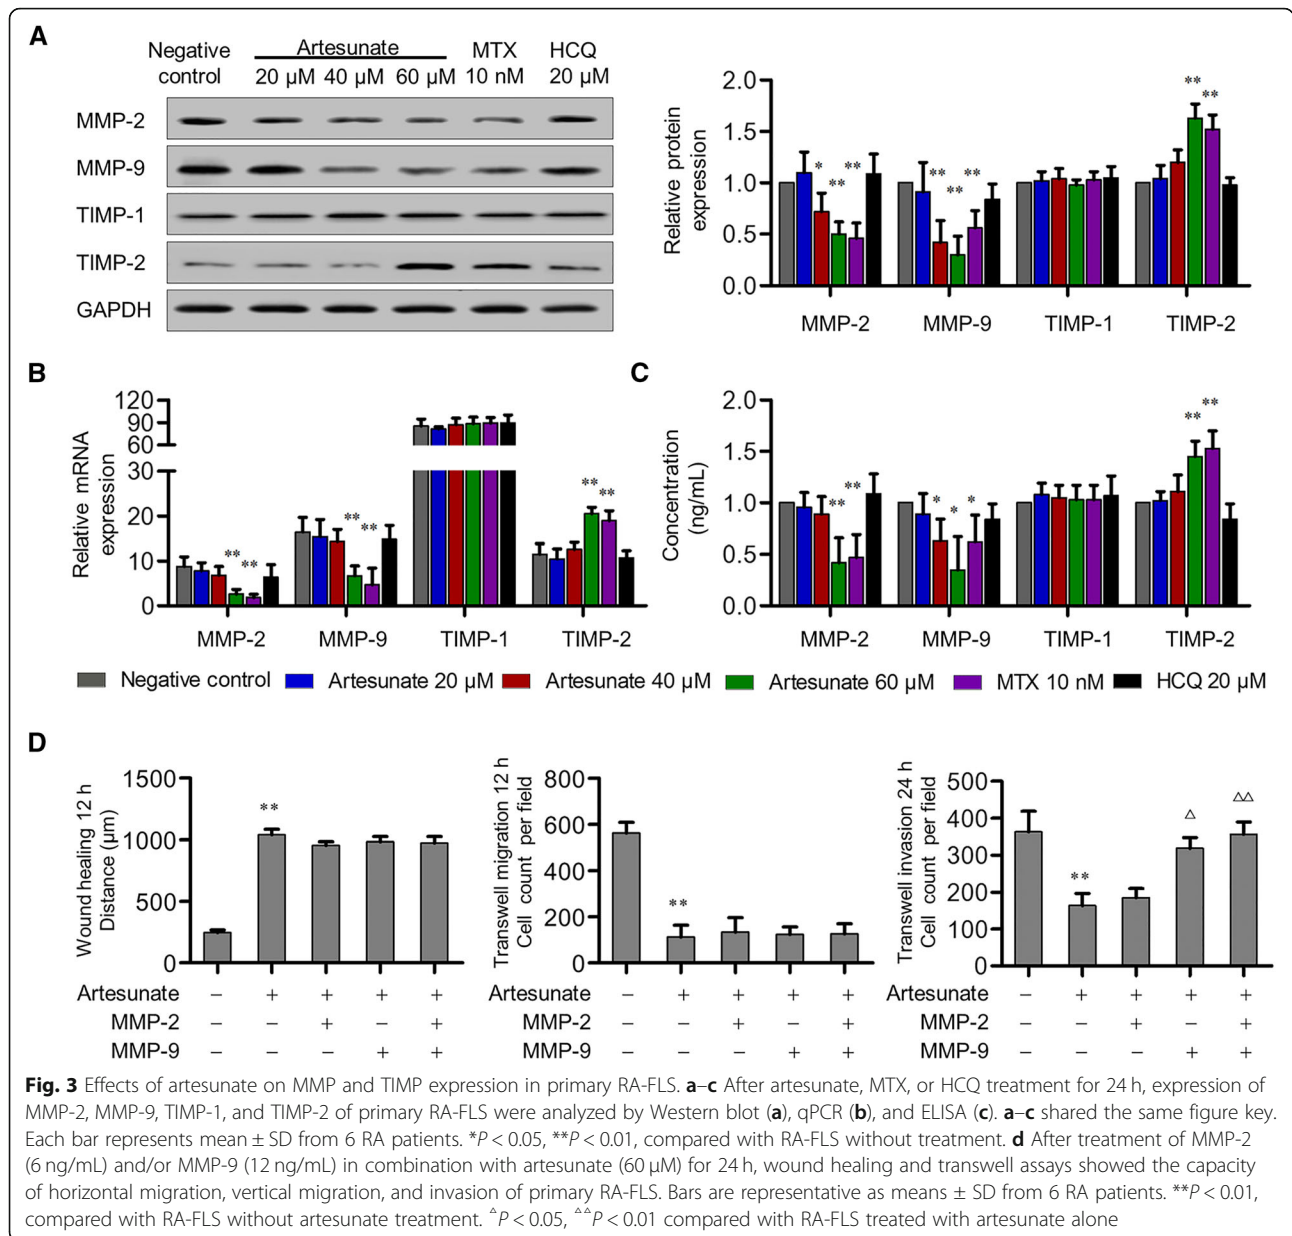 A
Negative control
Artesunate
20 μM 40 μM 60 μM
MTX 10 nM
HCQ 20 μM
MMP-2
MMP-9
TIMP-1
TIMP-2
GAPDH
Relative protein expression
2.0
1.5
1.0
0.5
0.0
* ** ** ** ** ** ** **
MMP-2 MMP-9 TIMP-1 TIMP-2
B
Relative mRNA expression
120
90
60
30
20
10
0
** ** ** ** ** **
MMP-2 MMP-9 TIMP-1 TIMP-2
C
Concentration (ng/mL)
2.0
1.5
1.0
0.5
0.0
** ** * * * ** **
MMP-2 MMP-9 TIMP-1 TIMP-2
Negative control Artesunate 20 μM Artesunate 40 μM Artesunate 60 μM MTX 10 nM HCQ 20 μM
D
Wound healing 12 h
Distance (μm)
1500
1000
500
0
**
Artesunate − + + + +
MMP-2 − − + − +
MMP-9 − − − + +
Transwell migration 12 h
Cell count per field
800
600
400
200
0
**
Artesunate − + + + +
MMP-2 − − + − +
MMP-9 − − − + +
Transwell invasion 24 h
Cell count per field
500
400
300
200
100
0
** △ △△
Artesunate − + + + +
MMP-2 − − + − +
MMP-9 − − − + +
Fig. 3 Effects of artesunate on MMP and TIMP expression in primary RA-FLS. a–c After artesunate, MTX, or HCQ treatment for 24 h, expression of
MMP-2, MMP-9, TIMP-1, and TIMP-2 of primary RA-FLS were analyzed by Western blot (a), qPCR (b), and ELISA (c). a–c shared the same figure key.
Each bar represents mean ± SD from 6 RA patients. *P < 0.05, **P < 0.01, compared with RA-FLS without treatment. d After treatment of MMP-2
(6 ng/mL) and/or MMP-9 (12 ng/mL) in combination with artesunate (60 μM) for 24 h, wound healing and transwell assays showed the capacity
of horizontal migration, vertical migration, and invasion of primary RA-FLS. Bars are representative as means ± SD from 6 RA patients. **P < 0.01,
compared with RA-FLS without artesunate treatment. △P < 0.05, △△P < 0.01 compared with RA-FLS treated with artesunate alone